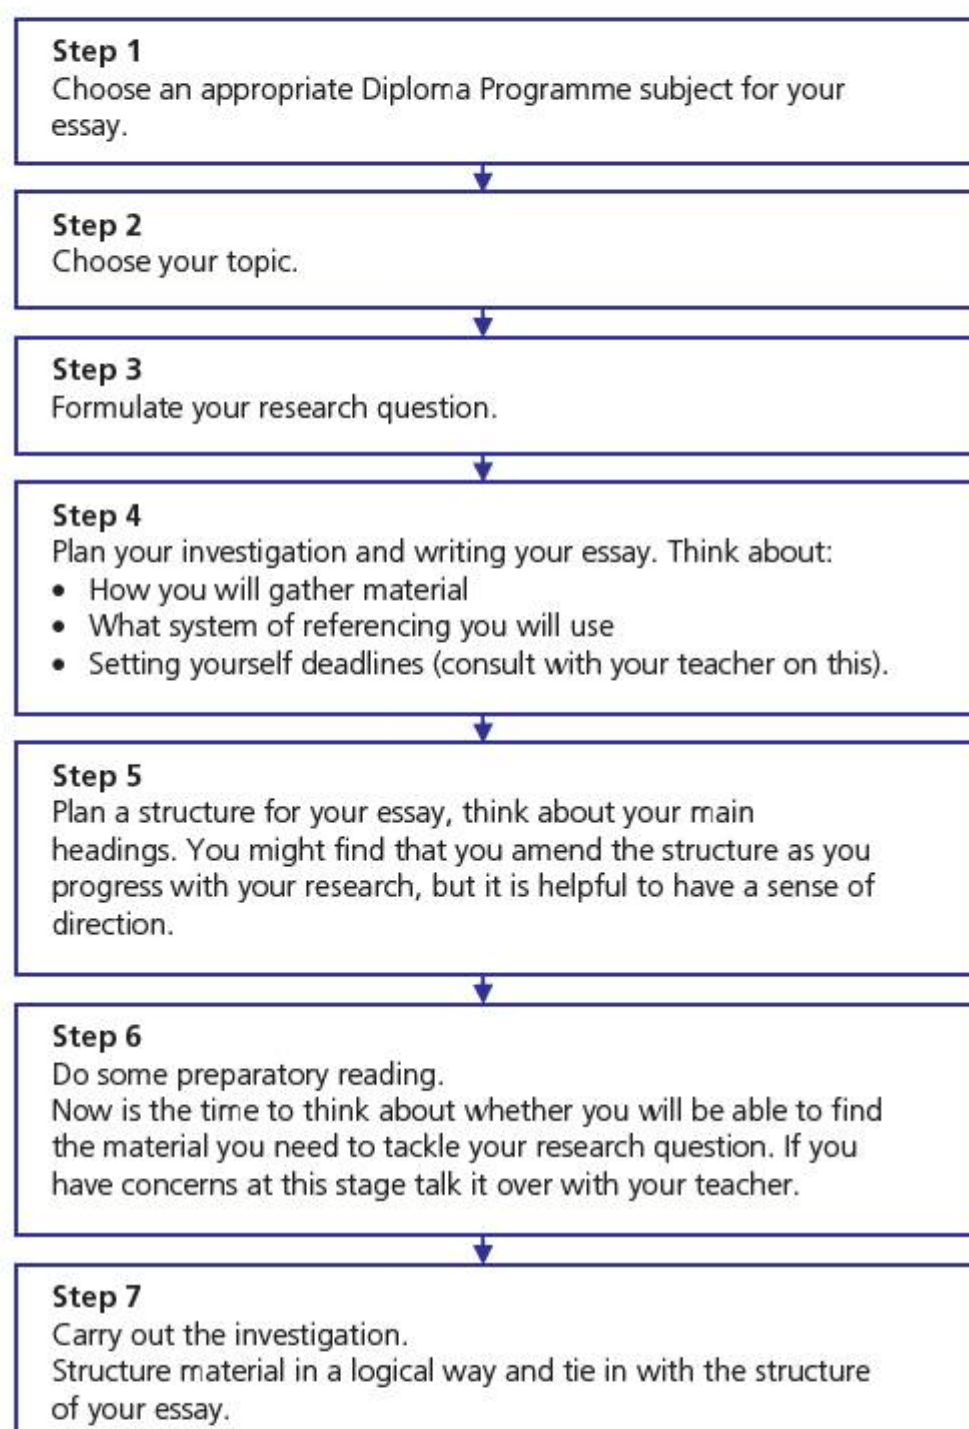 Step 1
Choose an appropriate Diploma Programme subject for your
essay.
Step 2
Choose your topic.
Step 3
Formulate your research question.
Step 4
Plan your investigation and writing your essay. Think about:
• How you will gather material
• What system of referencing you will use
• Setting yourself deadlines (consult with your teacher on this).
Step 5
Plan a structure for your essay, think about your main
headings. You might find that you amend the structure as you
progress with your research, but it is helpful to have a sense of
direction.
Step 6
Do some preparatory reading.
Now is the time to think about whether you will be able to find
the material you need to tackle your research question. If you
have concerns at this stage talk it over with your teacher.
Step 7
Carry out the investigation.
Structure material in a logical way and tie in with the structure
of your essay.